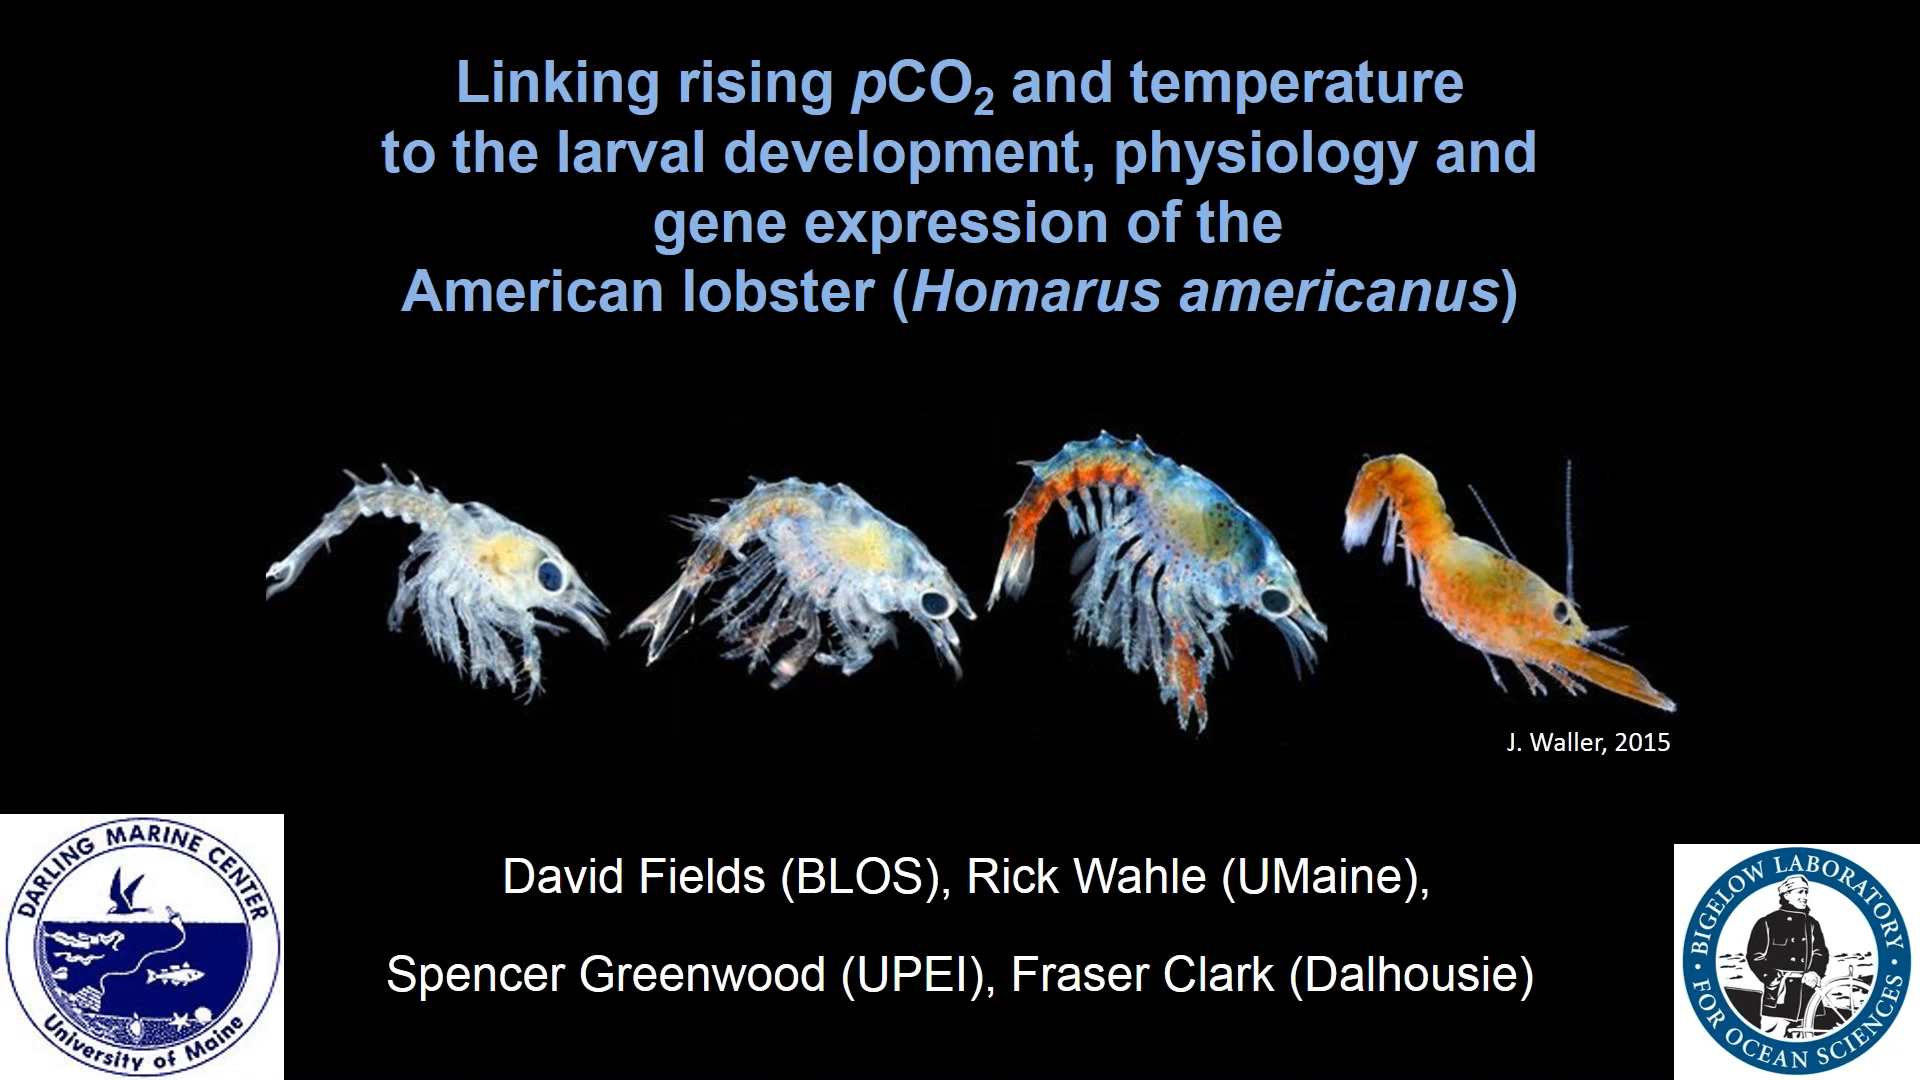 Linking rising pCO₂ and temperature
to the larval development, physiology and
gene expression of the
American lobster (Homarus americanus)
J. Waller, 2015
David Fields (BLOS), Rick Wahle (UMaine),
Spencer Greenwood (UPEI), Fraser Clark (Dalhousie)
DARLING MARINE CENTER
University of Maine
BIGELOW LABORATORY
FOR OCEAN SCIENCES